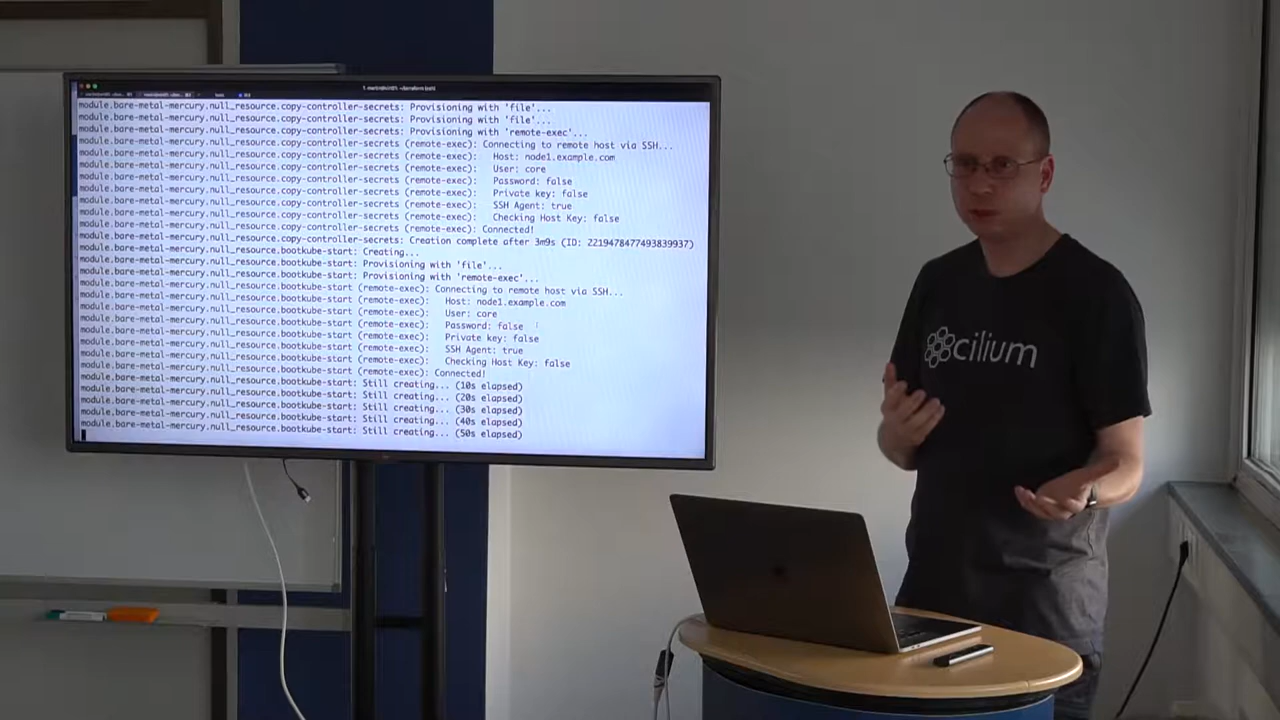 module.bare-metal-mercury.null_resource.copy-controller-secrets: Provisioning with 'file'...
module.bare-metal-mercury.null_resource.copy-controller-secrets: Provisioning with 'file'...
module.bare-metal-mercury.null_resource.copy-controller-secrets: Provisioning with 'remote-exec'...
module.bare-metal-mercury.null_resource.copy-controller-secrets (remote-exec): Connecting to remote host via SSH...
module.bare-metal-mercury.null_resource.copy-controller-secrets (remote-exec):   Host: node1.example.com
module.bare-metal-mercury.null_resource.copy-controller-secrets (remote-exec):   User: core
module.bare-metal-mercury.null_resource.copy-controller-secrets (remote-exec):   Password: false
module.bare-metal-mercury.null_resource.copy-controller-secrets (remote-exec):   Private key: false
module.bare-metal-mercury.null_resource.copy-controller-secrets (remote-exec):   SSH Agent: true
module.bare-metal-mercury.null_resource.copy-controller-secrets (remote-exec):   Checking Host Key: false
module.bare-metal-mercury.null_resource.copy-controller-secrets (remote-exec): Connected!
module.bare-metal-mercury.null_resource.copy-controller-secrets: Creation complete after 3m9s (ID: 2219478477493839937)
module.bare-metal-mercury.null_resource.bootkube-start: Creating...
module.bare-metal-mercury.null_resource.bootkube-start: Provisioning with 'file'...
module.bare-metal-mercury.null_resource.bootkube-start: Provisioning with 'remote-exec'...
module.bare-metal-mercury.null_resource.bootkube-start (remote-exec): Connecting to remote host via SSH...
module.bare-metal-mercury.null_resource.bootkube-start (remote-exec):   Host: node1.example.com
module.bare-metal-mercury.null_resource.bootkube-start (remote-exec):   User: core
module.bare-metal-mercury.null_resource.bootkube-start (remote-exec):   Password: false
module.bare-metal-mercury.null_resource.bootkube-start (remote-exec):   Private key: false
module.bare-metal-mercury.null_resource.bootkube-start (remote-exec):   SSH Agent: true
module.bare-metal-mercury.null_resource.bootkube-start (remote-exec):   Checking Host Key: false
module.bare-metal-mercury.null_resource.bootkube-start (remote-exec): Connected!
module.bare-metal-mercury.null_resource.bootkube-start: Still creating... (10s elapsed)
module.bare-metal-mercury.null_resource.bootkube-start: Still creating... (20s elapsed)
module.bare-metal-mercury.null_resource.bootkube-start: Still creating... (30s elapsed)
module.bare-metal-mercury.null_resource.bootkube-start: Still creating... (40s elapsed)
module.bare-metal-mercury.null_resource.bootkube-start: Still creating... (50s elapsed)
cilium